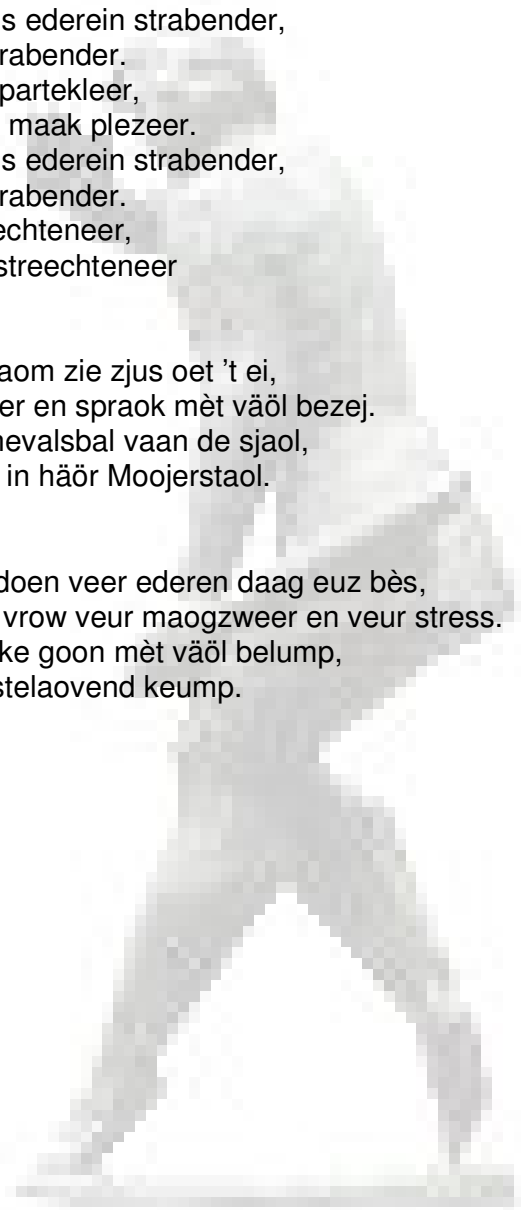 s ederein strabender,
rabender.
partekleer,
maak plezeer.
s ederein strabender,
rabender.
echteneer,
streechteneer
aom zie zjus oet ’t ei,
er en spraok mèt väöl bezej.
nevalsbal vaan de sjaol,
in häör Moojerstaol.
doen veer ederen daag euz bès,
vrow veur maogzweer en veur stress.
ke goon mèt väöl belump,
stelaovend keump.